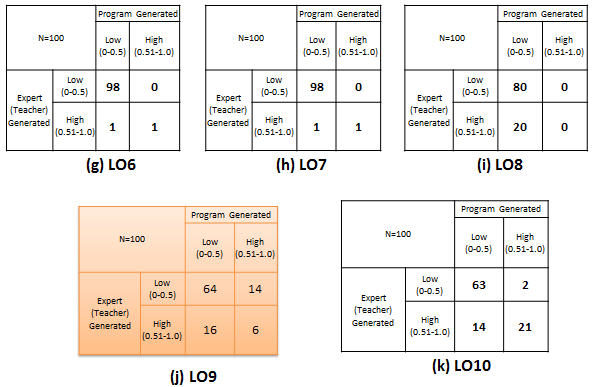 Program Generated
N=100
Low
(0-0.5)
High
(0.51-1.0)
Expert
(Teacher)
Generated
Low
(0-0.5)
98 0
High
(0.51-1.0)
1 1
(g) LO6
Program Generated
N=100
Low
(0-0.5)
High
(0.51-1.0)
Expert
(Teacher)
Generated
Low
(0-0.5)
98 0
High
(0.51-1.0)
1 1
(h) LO7
Program Generated
N=100
Low
(0-0.5)
High
(0.51-1.0)
Expert
(Teacher)
Generated
Low
(0-0.5)
80 0
High
(0.51-1.0)
20 0
(i) LO8
Program Generated
N=100
Low
(0-0.5)
High
(0.51-1.0)
Expert
(Teacher)
Generated
Low
(0-0.5)
64 14
High
(0.51-1.0)
16 6
(j) LO9
Program Generated
N=100
Low
(0-0.5)
High
(0.51-1.0)
Expert
(Teacher)
Generated
Low
(0-0.5)
63 2
High
(0.51-1.0)
14 21
(k) LO10